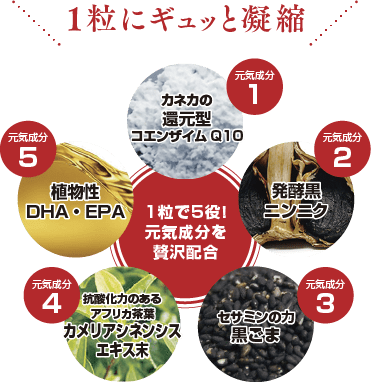 1粒にギュッと凝縮
元気成分
1
カネカの
還元型
コエンザイム Q10
元気成分
2
発酵黒
ニンニク
元気成分
3
セサミンの力
黒ごま
元気成分
4
抗酸化力のある
アフリカ茶葉
カメリアシネンシス
エキス末
元気成分
5
植物性
DHA・EPA
1粒で5役!
元気成分を
贅沢配合